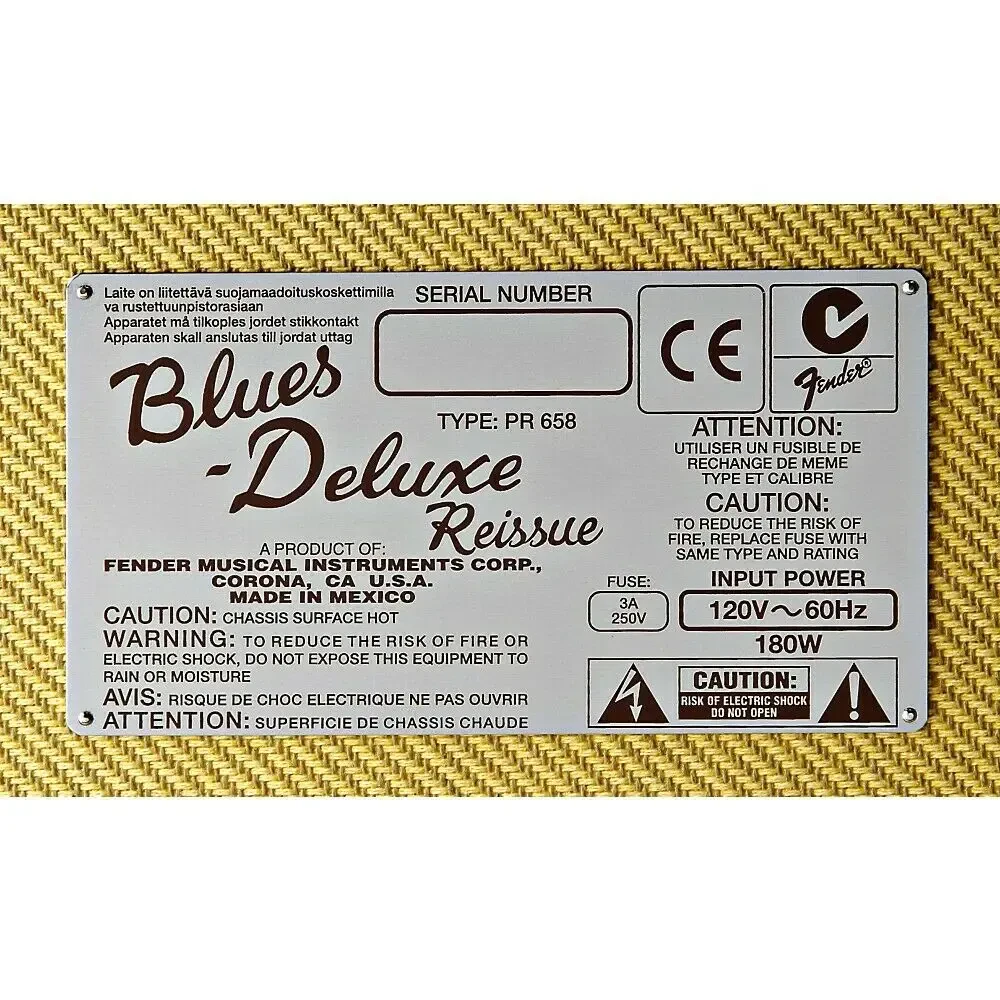 Laite on liitettävä suojamaadoituskoskettimilla
va rustettuunpistorasiaan
Apparatet må tilkoples jordet stikkontakt
Apparaten skall anslutas till jordat uttag
SERIAL NUMBER
CE
Fender®
Blues
-Deluxe
Reissue
TYPE: PR 658
A PRODUCT OF:
FENDER MUSICAL INSTRUMENTS CORP.,
CORONA, CA U.S.A.
MADE IN MEXICO
CAUTION: CHASSIS SURFACE HOT
WARNING: TO REDUCE THE RISK OF FIRE OR
ELECTRIC SHOCK, DO NOT EXPOSE THIS EQUIPMENT TO
RAIN OR MOISTURE
AVIS: RISQUE DE CHOC ELECTRIQUE NE PAS OUVRIR
ATTENTION: SUPERFICIE DE CHASSIS CHAUDE
ATTENTION:
UTILISER UN FUSIBLE DE
RECHANGE DE MEME
TYPE ET CALIBRE
CAUTION:
TO REDUCE THE RISK OF
FIRE, REPLACE FUSE WITH
SAME TYPE AND RATING
FUSE:
3A
250V
INPUT POWER
120V~60Hz
180W
CAUTION:
RISK OF ELECTRIC SHOCK
DO NOT OPEN